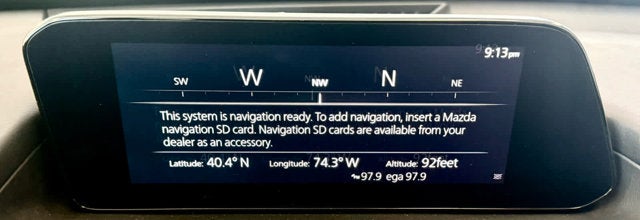 9:13pm
SW W NW N NE
This system is navigation ready. To add navigation, insert a Mazda
navigation SD card. Navigation SD cards are available from your
dealer as an accessory.
Latitude: 40.4° N Longitude: 74.3° W Altitude: 92feet
97.9 ega 97.9